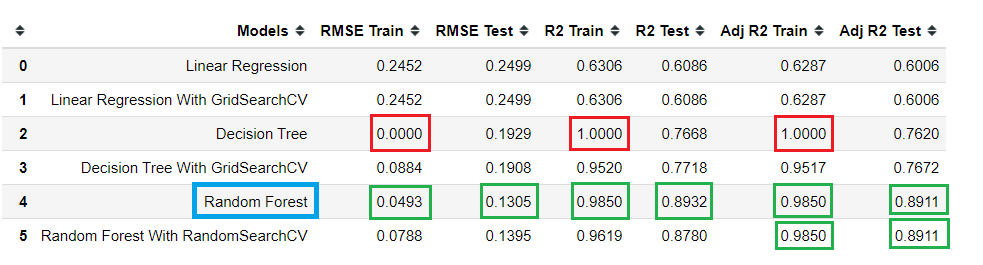 Models RMSE Train RMSE Test R2 Train R2 Test Adj R2 Train Adj R2 Test
0 Linear Regression 0.2452 0.2499 0.6306 0.6086 0.6287 0.6006
1 Linear Regression With GridSearchCV 0.2452 0.2499 0.6306 0.6086 0.6287 0.6006
2 Decision Tree 0.0000 0.1929 1.0000 0.7668 1.0000 0.7620
3 Decision Tree With GridSearchCV 0.0884 0.1908 0.9520 0.7718 0.9517 0.7672
4 Random Forest 0.0493 0.1305 0.9850 0.8932 0.9850 0.8911
5 Random Forest With RandomSearchCV 0.0788 0.1395 0.9619 0.8780 0.9850 0.8911